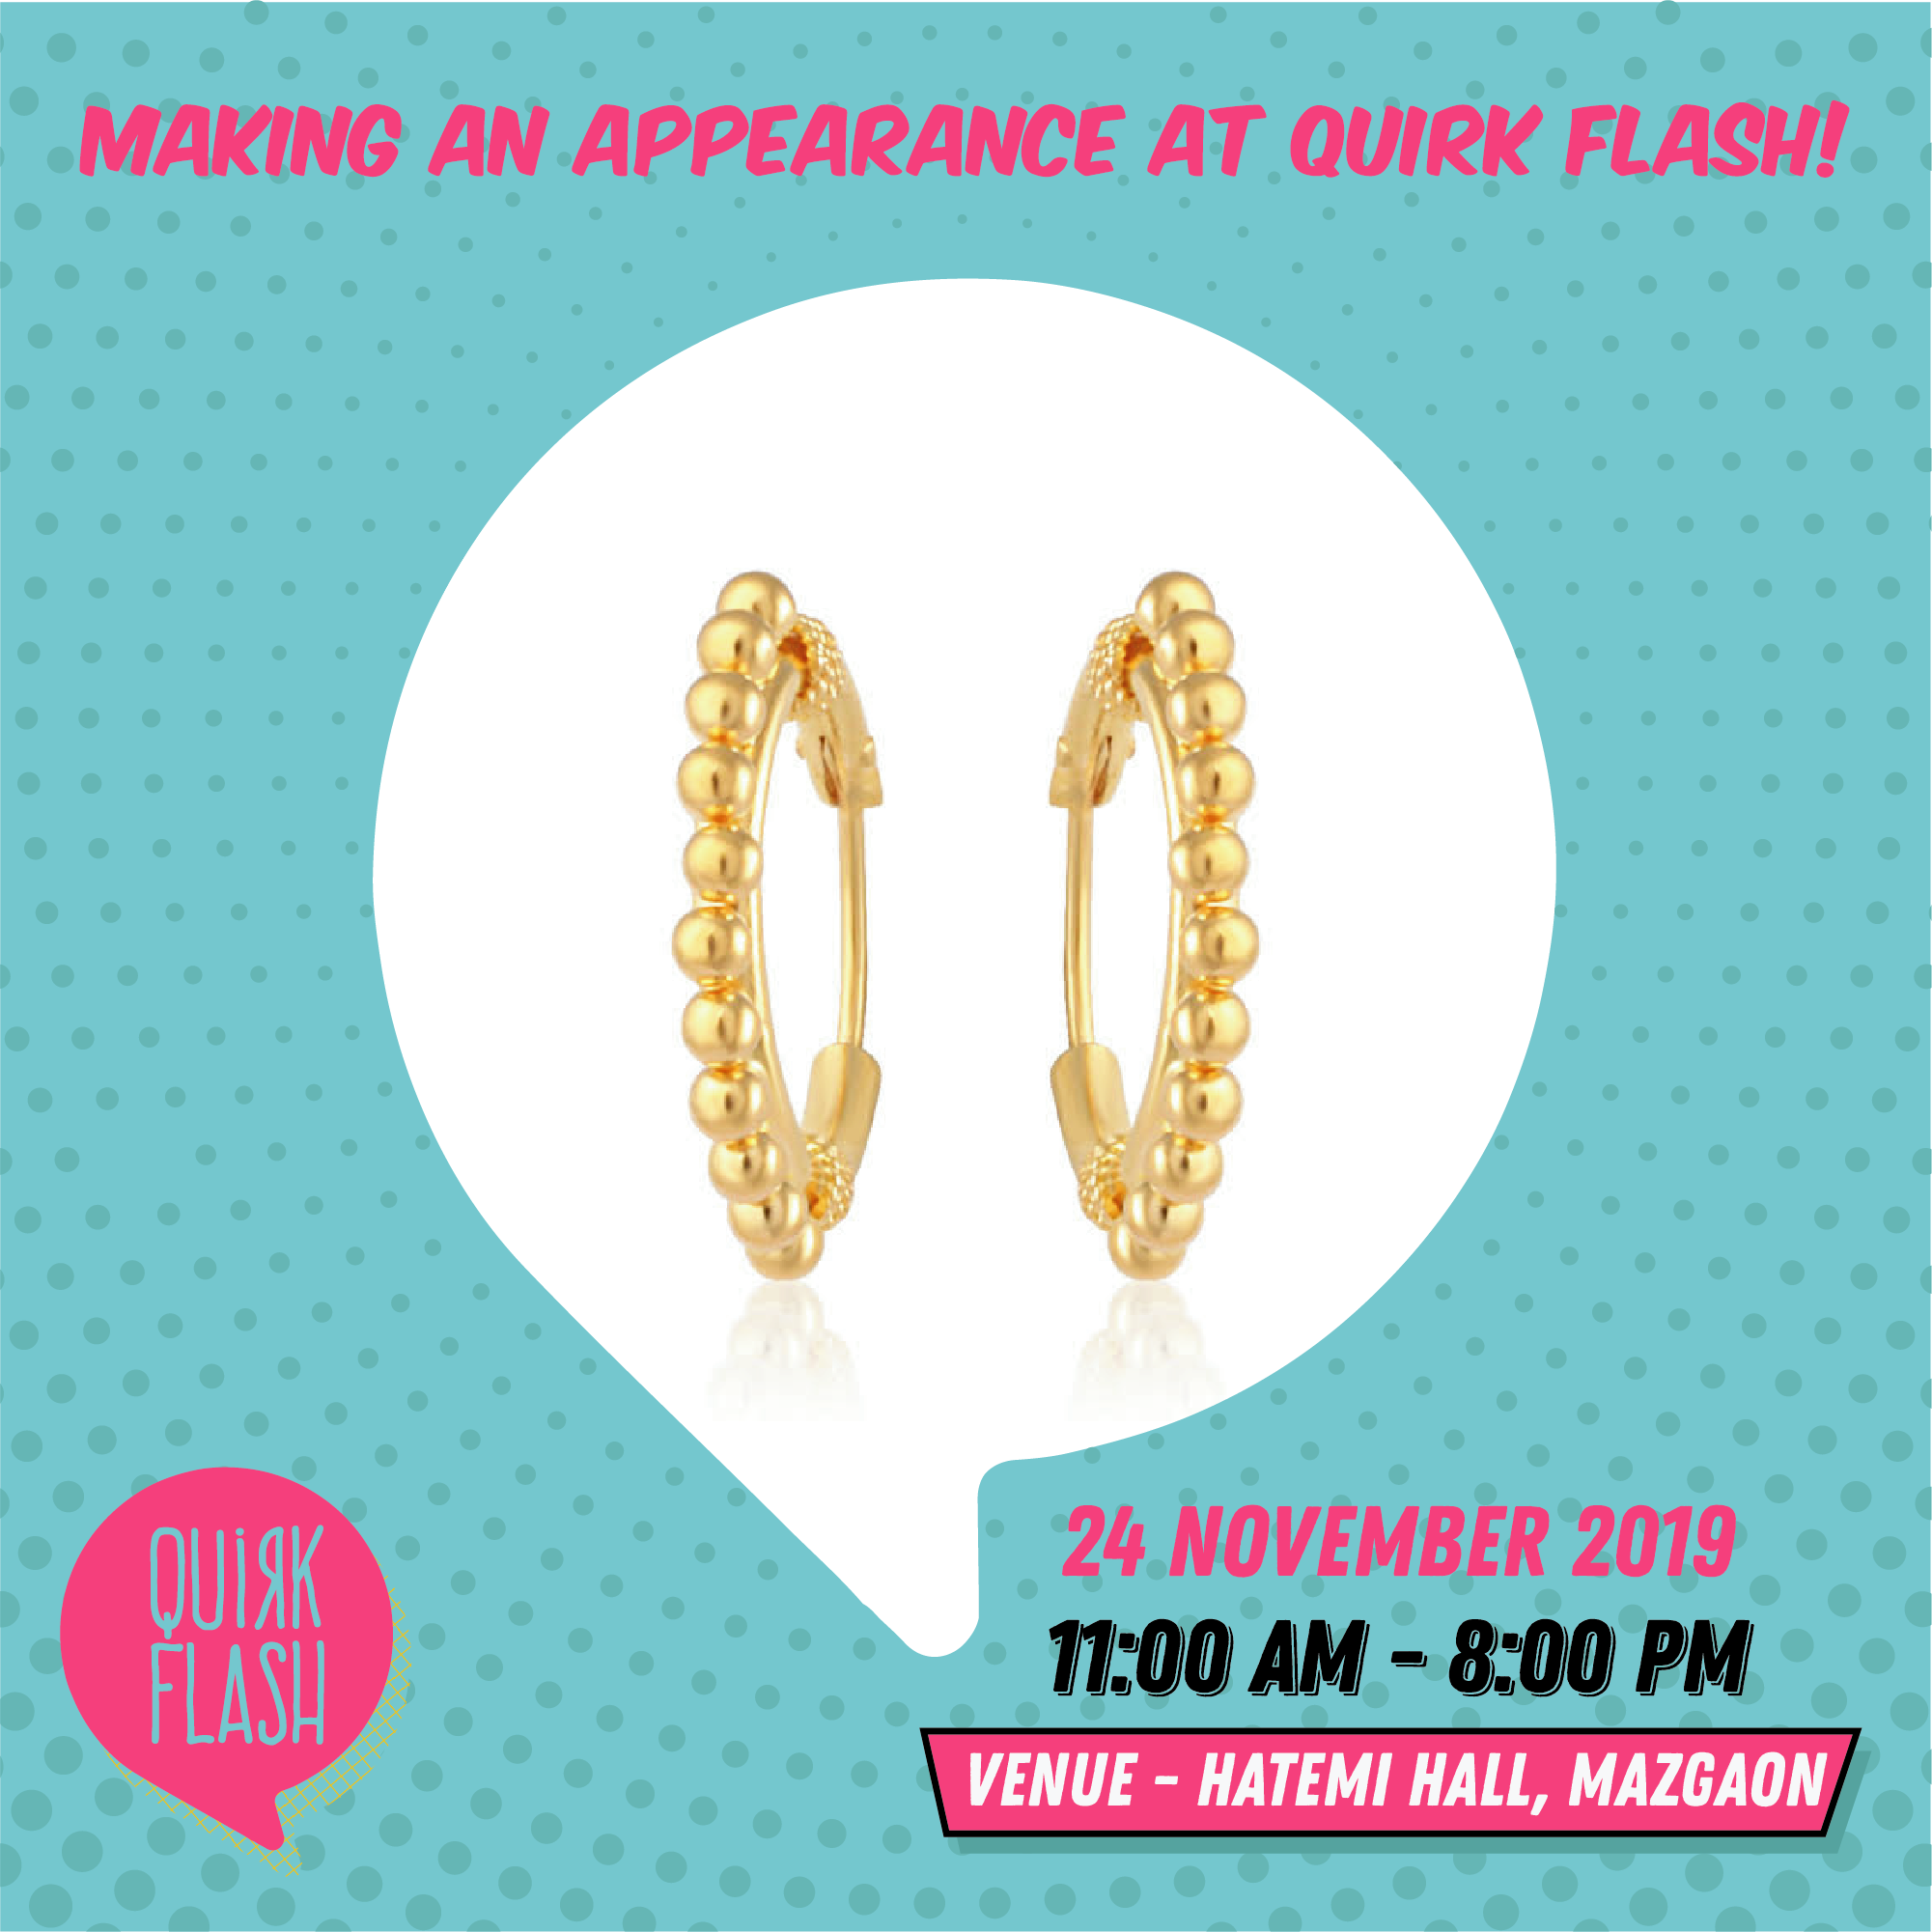 MAKING AN APPEARANCE AT QUIRK FLASH!
QUiRK
FLASH
24 NOVEMBER 2019
11:00 AM - 8:00 PM
VENUE - HATEMI HALL, MAZGAON